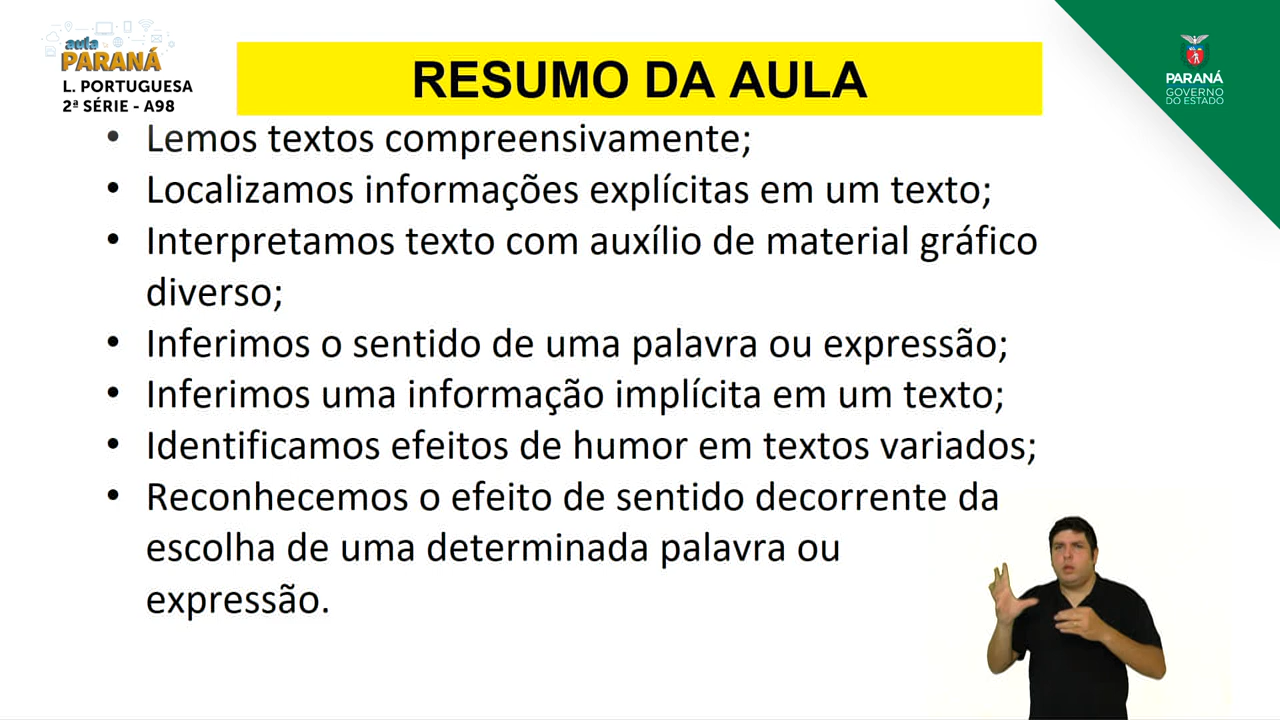 aula
PARANÁ
L. PORTUGUESA
2ª SÉRIE - A98
RESUMO DA AULA
PARANÁ
GOVERNO
DO ESTADO
• Lemos textos compreensivamente;
• Localizamos informações explícitas em um texto;
• Interpretamos texto com auxílio de material gráfico
diverso;
• Inferimos o sentido de uma palavra ou expressão;
• Inferimos uma informação implícita em um texto;
• Identificamos efeitos de humor em textos variados;
• Reconhecemos o efeito de sentido decorrente da
escolha de uma determinada palavra ou
expressão.